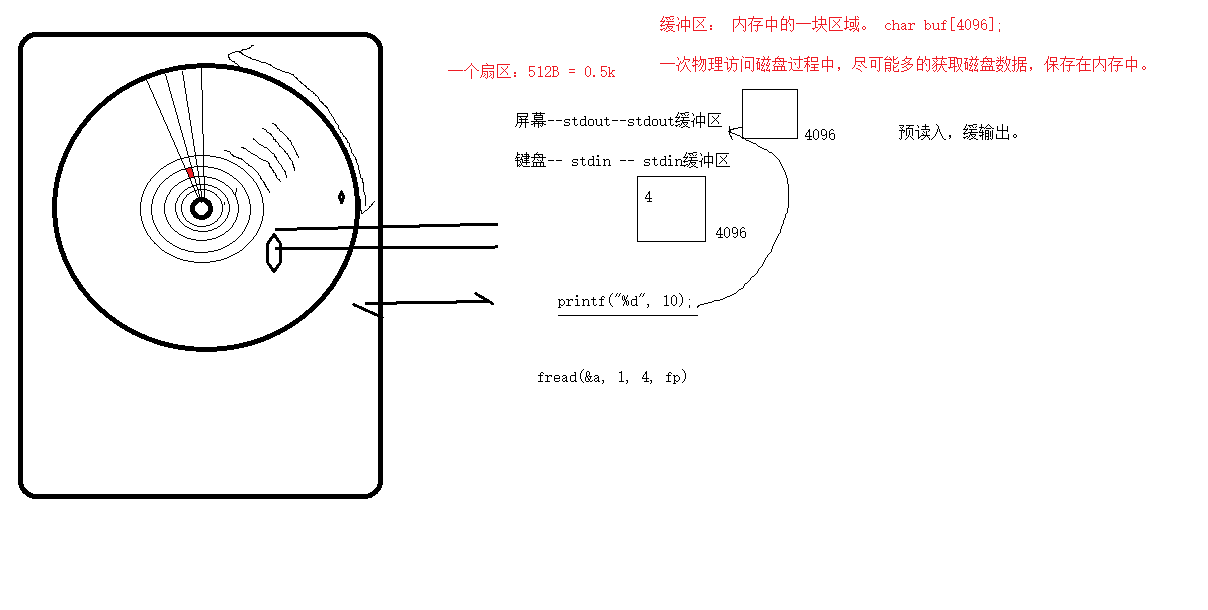 缓冲区： 内存中的一块区域。 char buf[4096];
一个扇区：512B = 0.5k
一次物理访问磁盘过程中，尽可能多的获取磁盘数据，保存在内存中。
屏幕--stdout--stdout缓冲区
4096
预读入，缓输出。
键盘-- stdin -- stdin缓冲区
4
4096
printf("%d", 10);
fread(&a, 1, 4, fp)